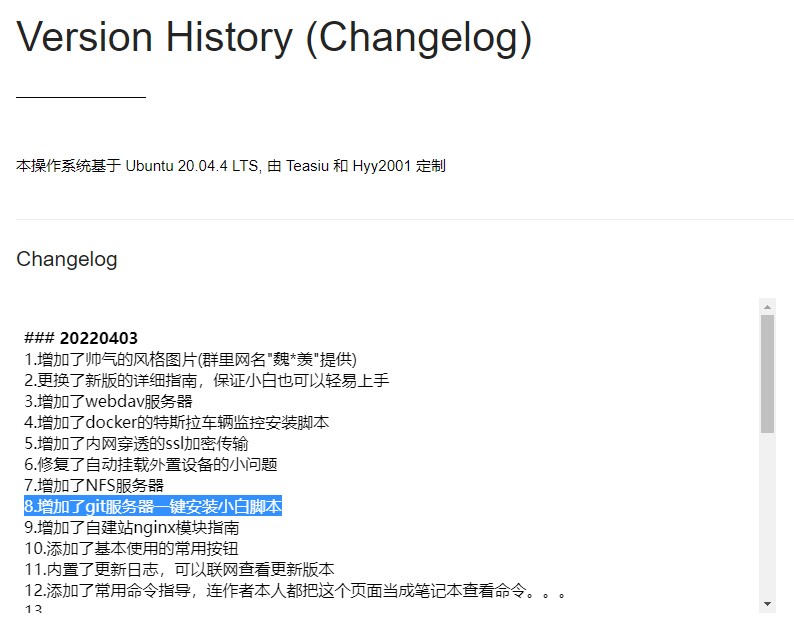 Version History (Changelog)
本操作系统基于 Ubuntu 20.04.4 LTS, 由 Teasiu 和 Hyy2001 定制
Changelog
### 20220403
1.增加了帅气的风格图片(群里网名"魏*羡"提供)
2.更换了新版的详细指南，保证小白也可以轻易上手
3.增加了webdav服务器
4.增加了docker的特斯拉车辆监控安装脚本
5.增加了内网穿透的ssl加密传输
6.修复了自动挂载外置设备的小问题
7.增加了NFS服务器
8.增加了git服务器一键安装小白脚本
9.增加了自建站nginx模块指南
10.添加了基本使用的常用按钮
11.内置了更新日志，可以联网查看更新版本
12.添加了常用命令指导，连作者本人都把这个页面当成笔记本查看命令。。。
13